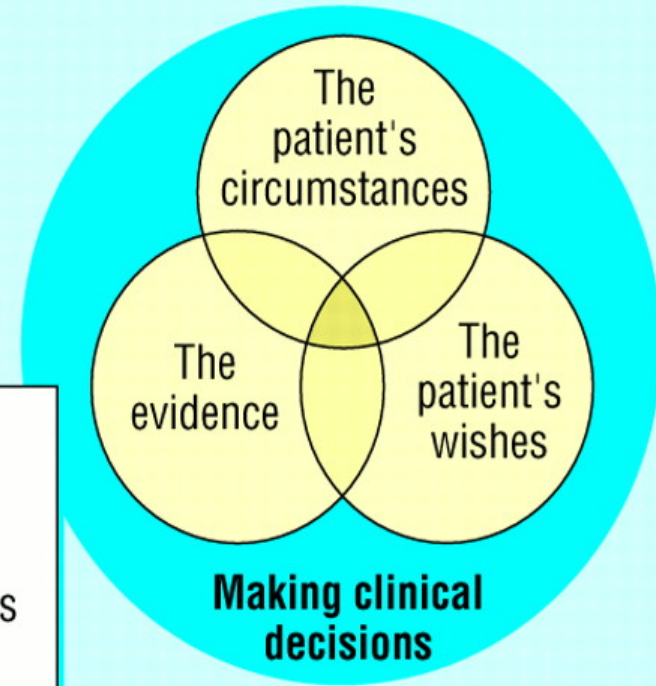 The
patient's
circumstances
The
evidence
The
patient's
wishes
Making clinical
decisions